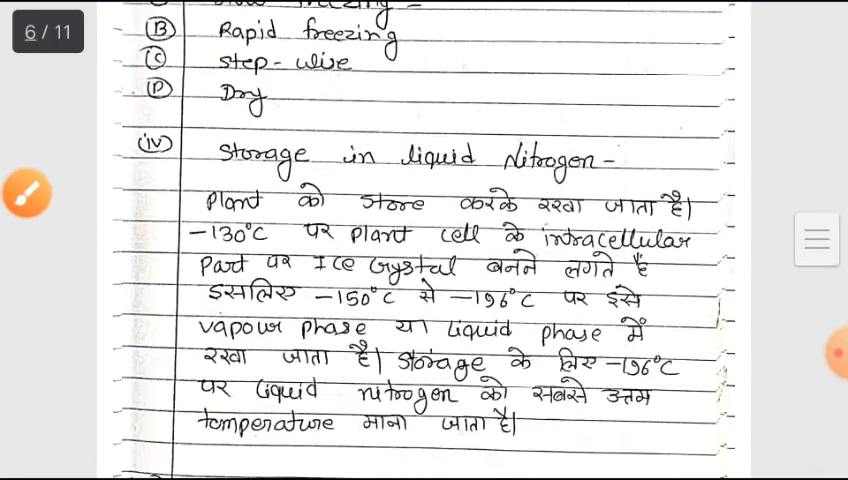 6 / 11
freezing -
(B) Rapid freezing
(C) Step-wise
(D) Dry
(iv) Storage in liquid Nitrogen -
Plant को store करके रखा जाता है।
-130°C पर Plant cell के intracellular
Part पर Ice Crystal बनने लगते हैं
इसलिए -150°C से -196°C पर इसे
vapour phase या liquid phase में
रखा जाता है। Storage के लिए -196°C
पर liquid nitrogen को सबसे उत्तम
temperature माना जाता है।